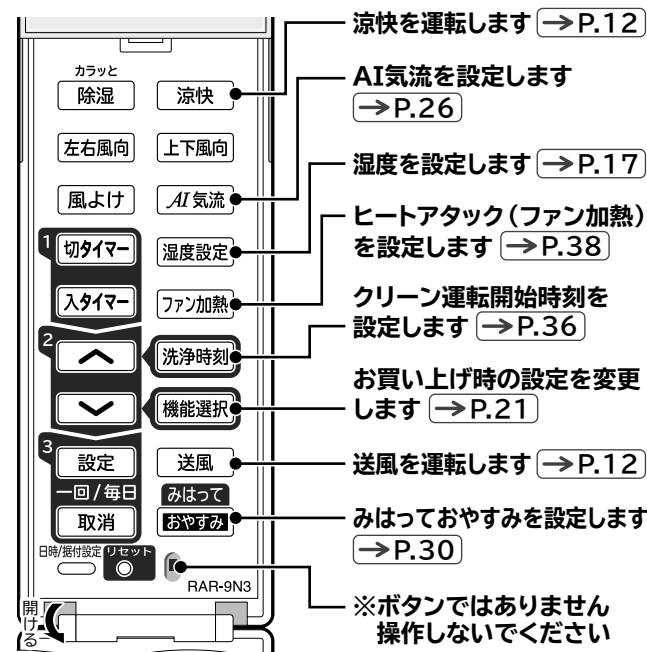 カラッと
除湿
涼快
左右風向
上下風向
風よけ
AI気流
1
切タイマー
湿度設定
入タイマー
ファン加熱
2
洗浄時刻
機能選択
3
設定
送風
一回/毎日
みはって
取消
おやすみ
日時/据付設定
リセット
RAR-9N3
開ける
涼快を運転します →P.12
AI気流を設定します
→P.26
湿度を設定します →P.17
ヒートアタック（ファン加熱）
を設定します →P.38
クリーン運転開始時刻を
設定します →P.36
お買い上げ時の設定を変更
します →P.21
送風を運転します →P.12
みはっておやすみを設定します
→P.30
※ボタンではありません
操作しないでください